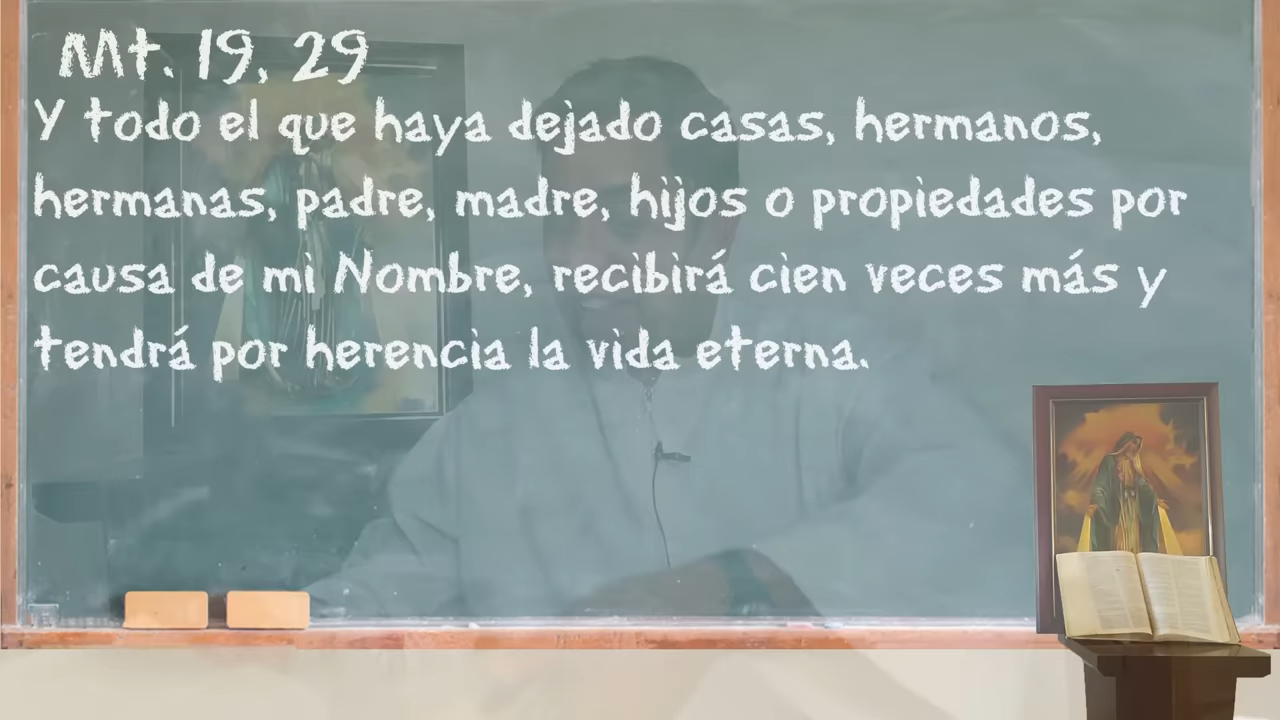 Mt. 19, 29
Y todo el que haya dejado casas, hermanos,
hermanas, padre, madre, hijos o propiedades por
causa de mi Nombre, recibirá cien veces más y
tendrá por herencia la vida eterna.